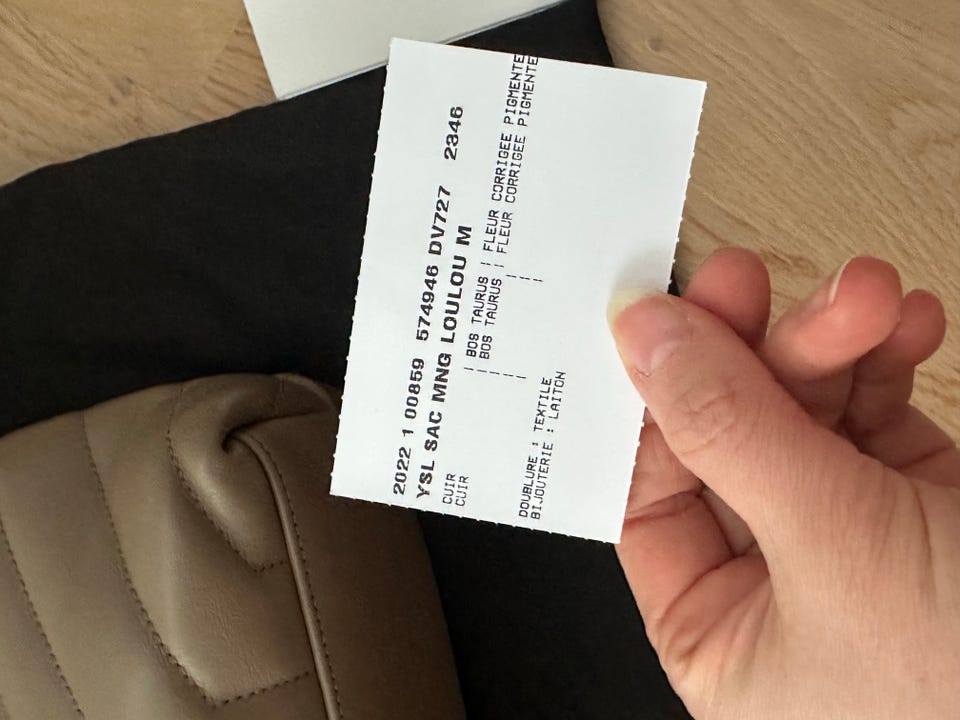 2022 1 00859 574946 DV727 2346
YSL SAC MNG LOULOU M
CUIR | BOS TAURUS | FLEUR CORRIGEE PIGMENTE
CUIR | BOS TAURUS | FLEUR CORRIGEE PIGMENTE
DOUBLURE : TEXTILE
BIJOUTERIE : LAITON